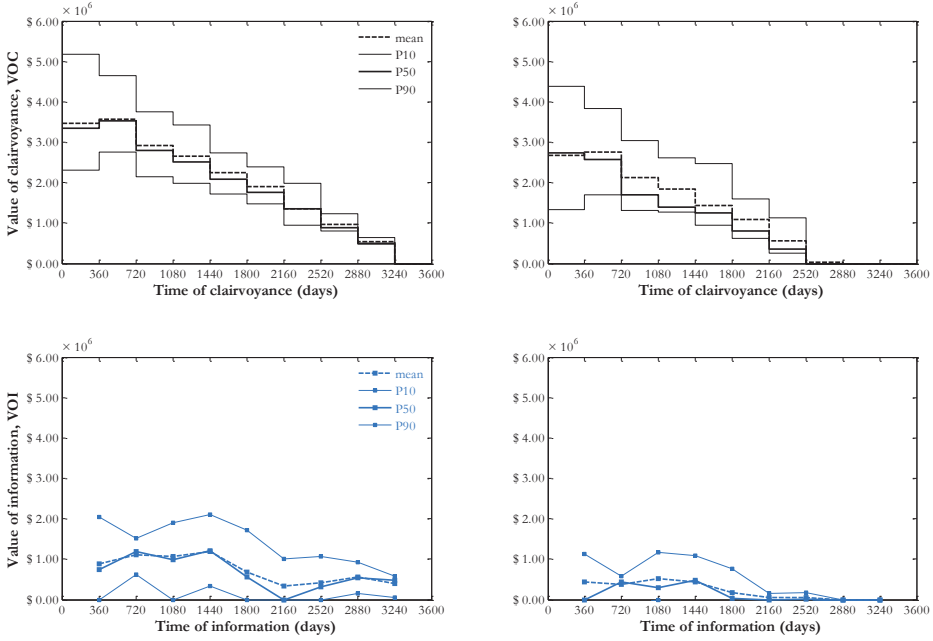 × 10⁶
$ 6.00
$ 5.00
$ 4.00
$ 3.00
$ 2.00
$ 1.00
$ 0.00
Value of clairvoyance, VOC
mean
P10
P50
P90
0 360 720 1080 1440 1800 2160 2520 2880 3240 3600
Time of clairvoyance (days)
× 10⁶
$ 6.00
$ 5.00
$ 4.00
$ 3.00
$ 2.00
$ 1.00
$ 0.00
0 360 720 1080 1440 1800 2160 2520 2880 3240 3600
Time of clairvoyance (days)
× 10⁶
$ 6.00
$ 5.00
$ 4.00
$ 3.00
$ 2.00
$ 1.00
$ 0.00
Value of information, VOI
mean
P10
P50
P90
0 360 720 1080 1440 1800 2160 2520 2880 3240 3600
Time of information (days)
× 10⁶
$ 6.00
$ 5.00
$ 4.00
$ 3.00
$ 2.00
$ 1.00
$ 0.00
0 360 720 1080 1440 1800 2160 2520 2880 3240 3600
Time of information (days)